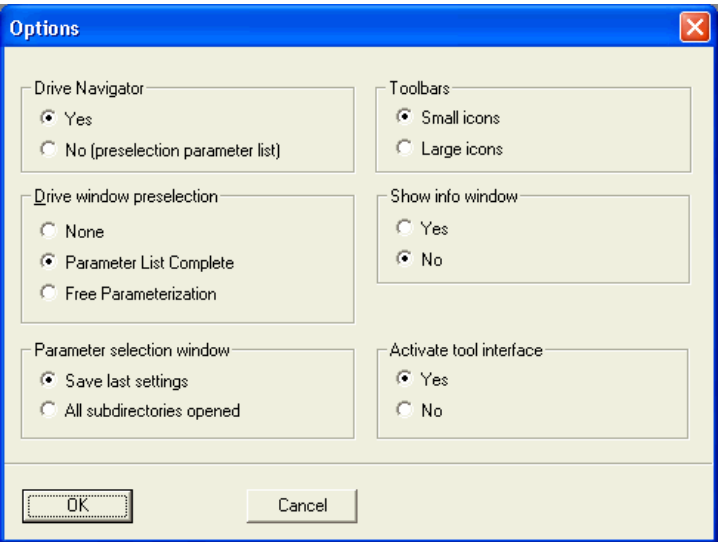 Options
Drive Navigator
Yes
No (preselection parameter list)
Toolbars
Small icons
Large icons
Drive window preselection
None
Parameter List Complete
Free Parameterization
Show info window
Yes
No
Parameter selection window
Save last settings
All subdirectories opened
Activate tool interface
Yes
No
OK
Cancel